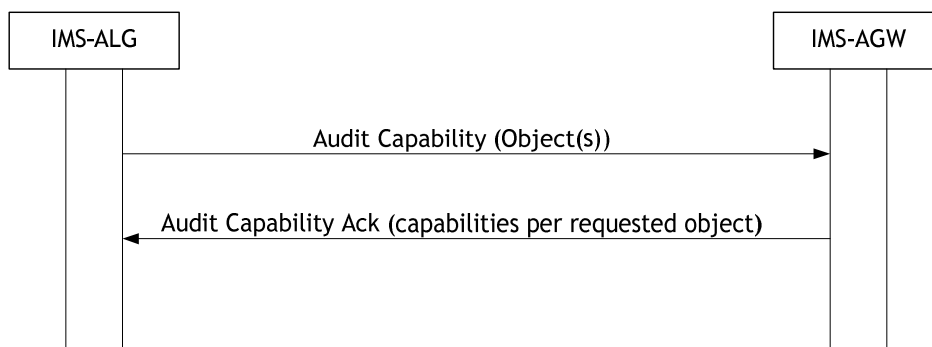 IMS-ALG
IMS-AGW
Audit Capability (Object(s))
Audit Capability Ack (capabilities per requested object)